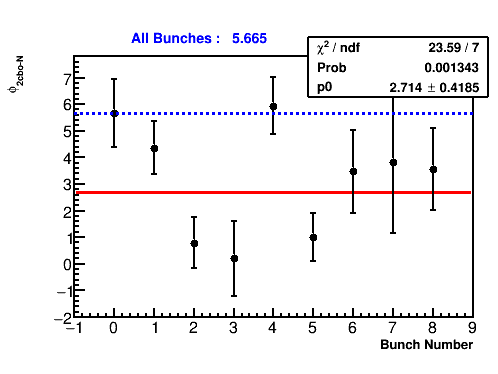 All Bunches : 5.665
χ² / ndf 23.59 / 7
Prob 0.001343
p0 2.714 ± 0.4185
ϕ2cbo-N
7
6
5
4
3
2
1
0
−1
−2
−1 0 1 2 3 4 5 6 7 8 9
Bunch Number